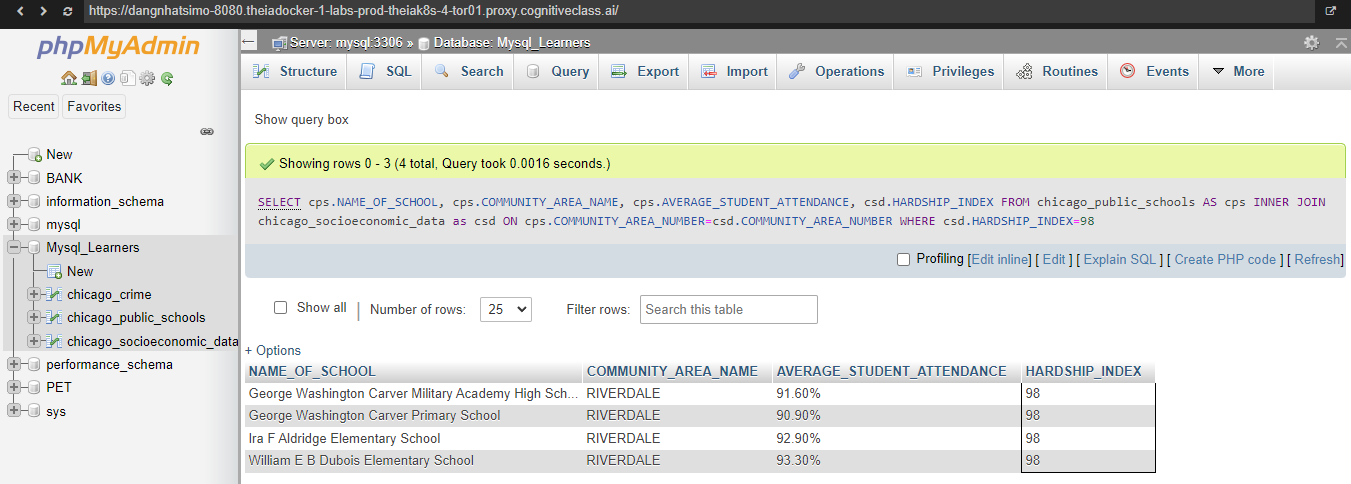 https://dangnhatsimo-8080.theiadocker-1-labs-prod-theiak8s-4-tor01.proxy.cognitiveclass.ai/
phpMyAdmin
Recent Favorites
New
BANK
information_schema
mysql
Mysql_Learners
New
chicago_crime
chicago_public_schools
chicago_socioeconomic_data
performance_schema
PET
sys
Server: mysql:3306 » Database: Mysql_Learners
Structure SQL Search Query Export Import Operations Privileges Routines Events More
Show query box
Showing rows 0 - 3 (4 total, Query took 0.0016 seconds.)
SELECT cps.NAME_OF_SCHOOL, cps.COMMUNITY_AREA_NAME, cps.AVERAGE_STUDENT_ATTENDANCE, csd.HARDSHIP_INDEX FROM chicago_public_schools AS cps INNER JOIN
chicago_socioeconomic_data as csd ON cps.COMMUNITY_AREA_NUMBER=csd.COMMUNITY_AREA_NUMBER WHERE csd.HARDSHIP_INDEX=98
Profiling [Edit inline] [ Edit ] [ Explain SQL ] [ Create PHP code ] [ Refresh]
Show all Number of rows: 25 Filter rows: Search this table
+ Options
NAME_OF_SCHOOL COMMUNITY_AREA_NAME AVERAGE_STUDENT_ATTENDANCE HARDSHIP_INDEX
George Washington Carver Military Academy High Sch... RIVERDALE 91.60% 98
George Washington Carver Primary School RIVERDALE 90.90% 98
Ira F Aldridge Elementary School RIVERDALE 92.90% 98
William E B Dubois Elementary School RIVERDALE 93.30% 98